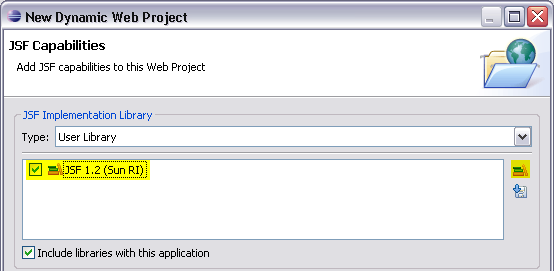 New Dynamic Web Project
JSF Capabilities
Add JSF capabilities to this Web Project
JSF Implementation Library
Type: User Library
JSF 1.2 (Sun RI)
Include libraries with this application